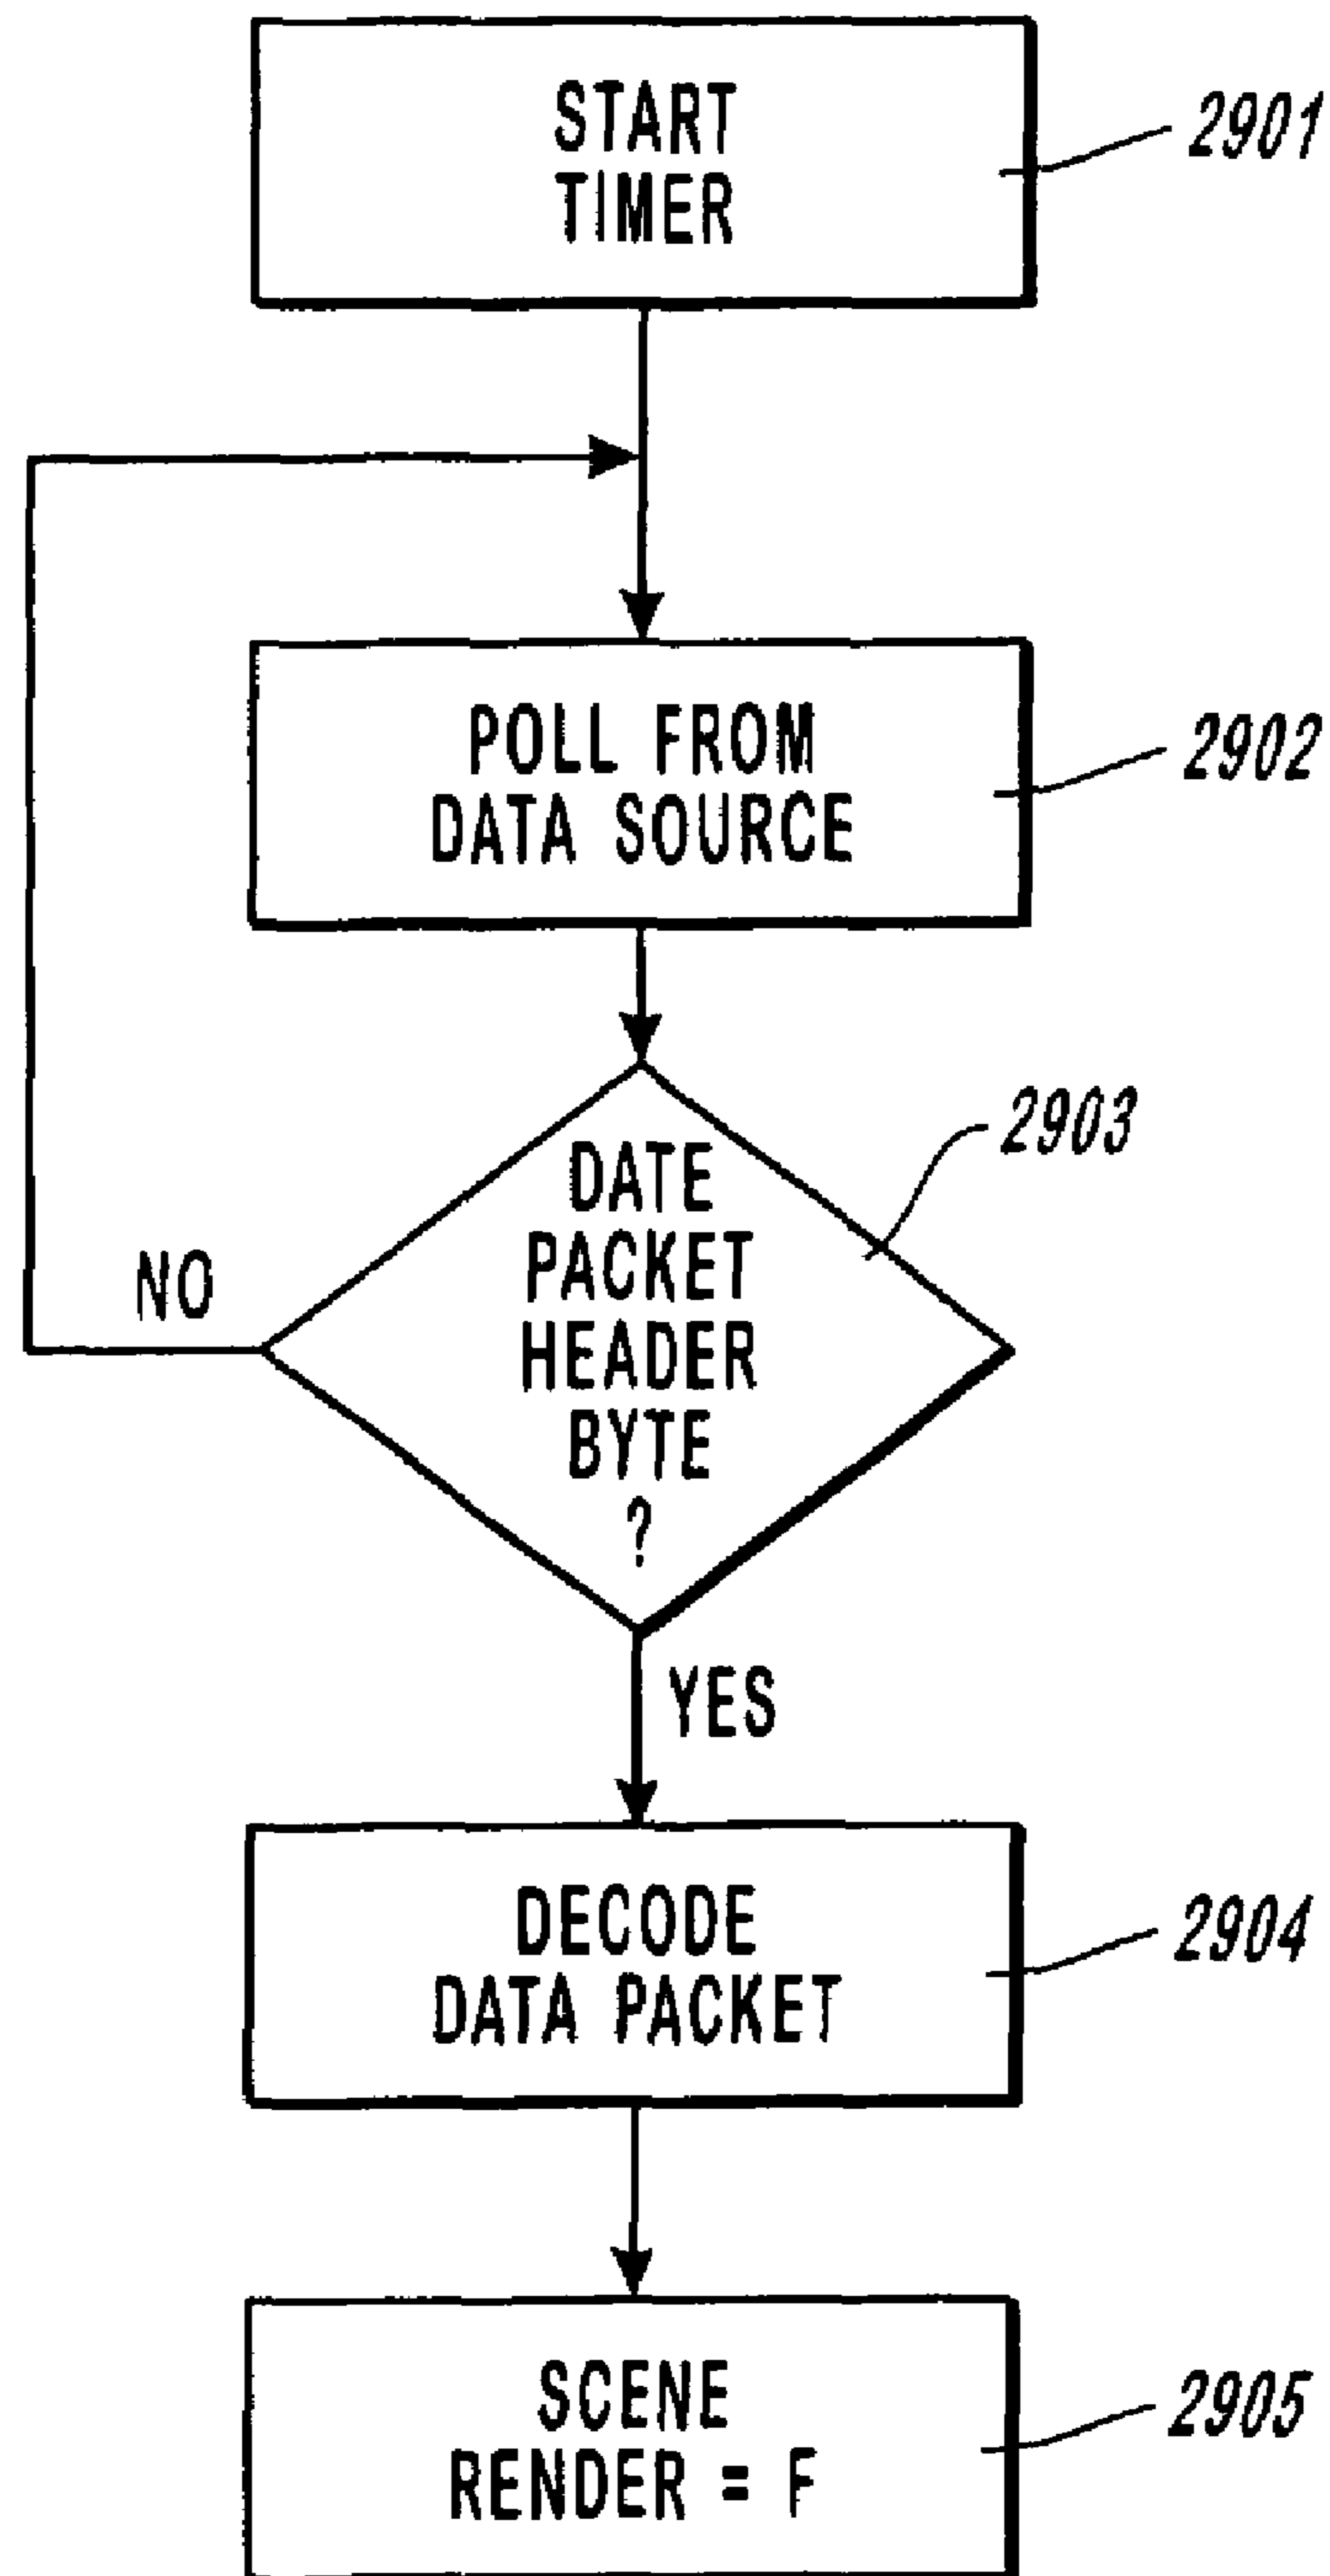 START
TIMER
2901
POLL FROM
DATA SOURCE
2902
DATE
PACKET
HEADER
BYTE
?
2903
NO
YES
DECODE
DATA PACKET
2904
SCENE
RENDER = F
2905